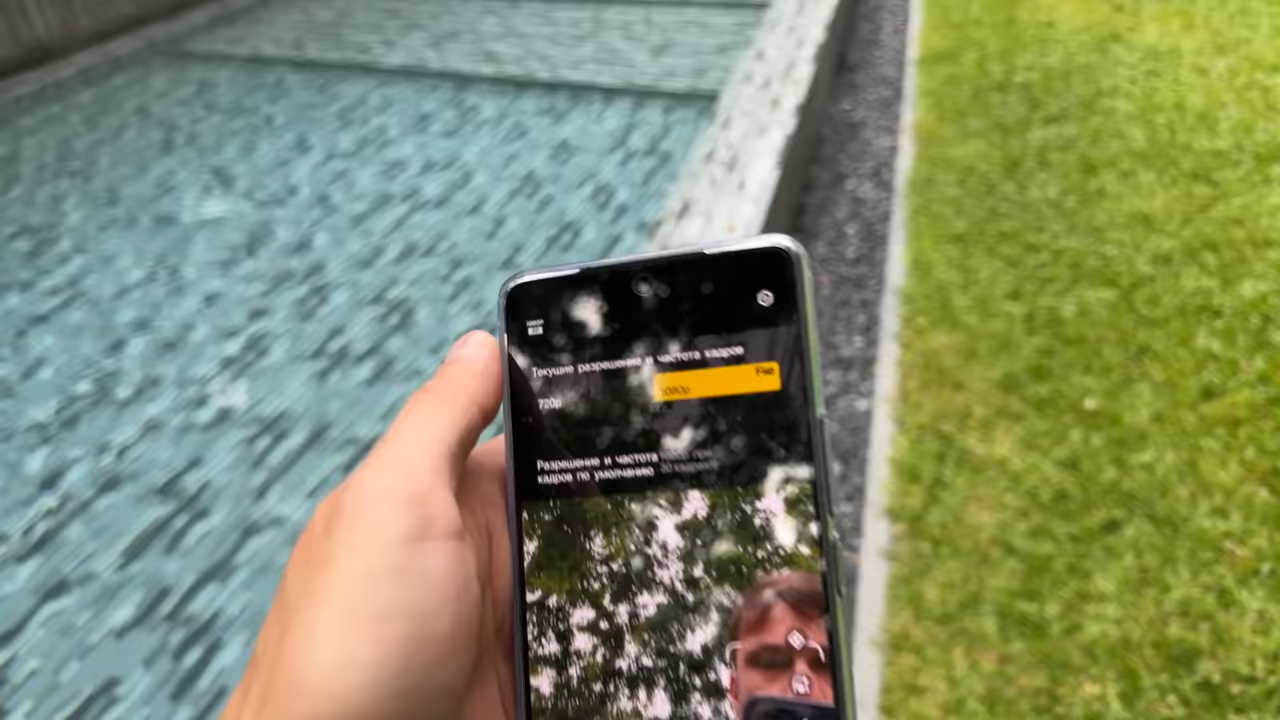 Текущие разрешение и частота кадров
720p
1080p
Разрешение и частота
кадров по умолчанию